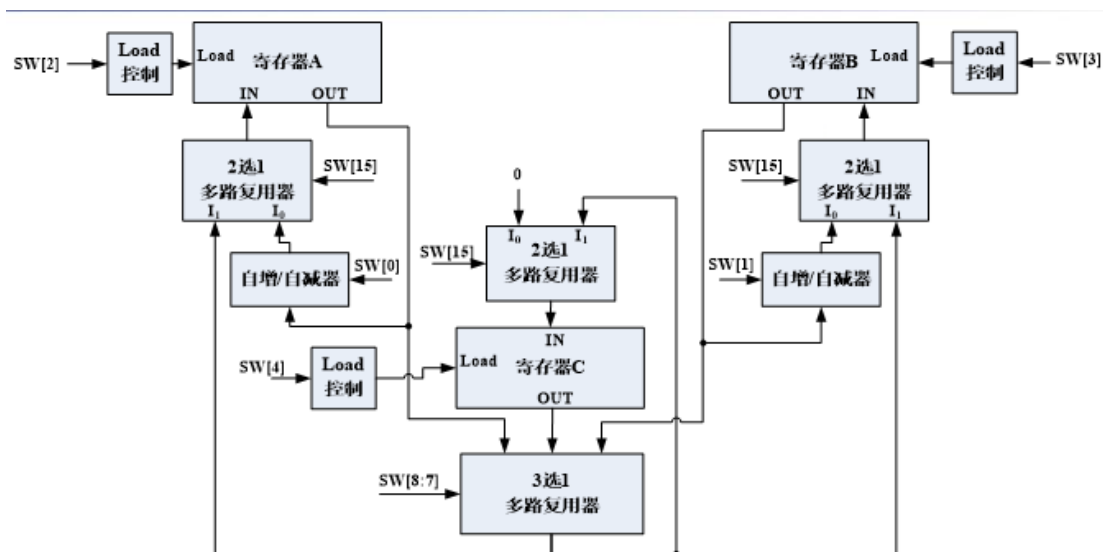 SW[2]
Load
控制
Load
寄存器A
IN
OUT
寄存器B
Load
OUT
IN
Load
控制
SW[3]
2选1
多路复用器
I₁
I₀
SW[15]
自增/自减器
SW[0]
0
I₀
I₁
2选1
多路复用器
SW[15]
SW[15]
2选1
多路复用器
I₀
I₁
SW[1]
自增/自减器
SW[4]
Load
控制
IN
Load
寄存器C
OUT
SW[8:7]
3选1
多路复用器